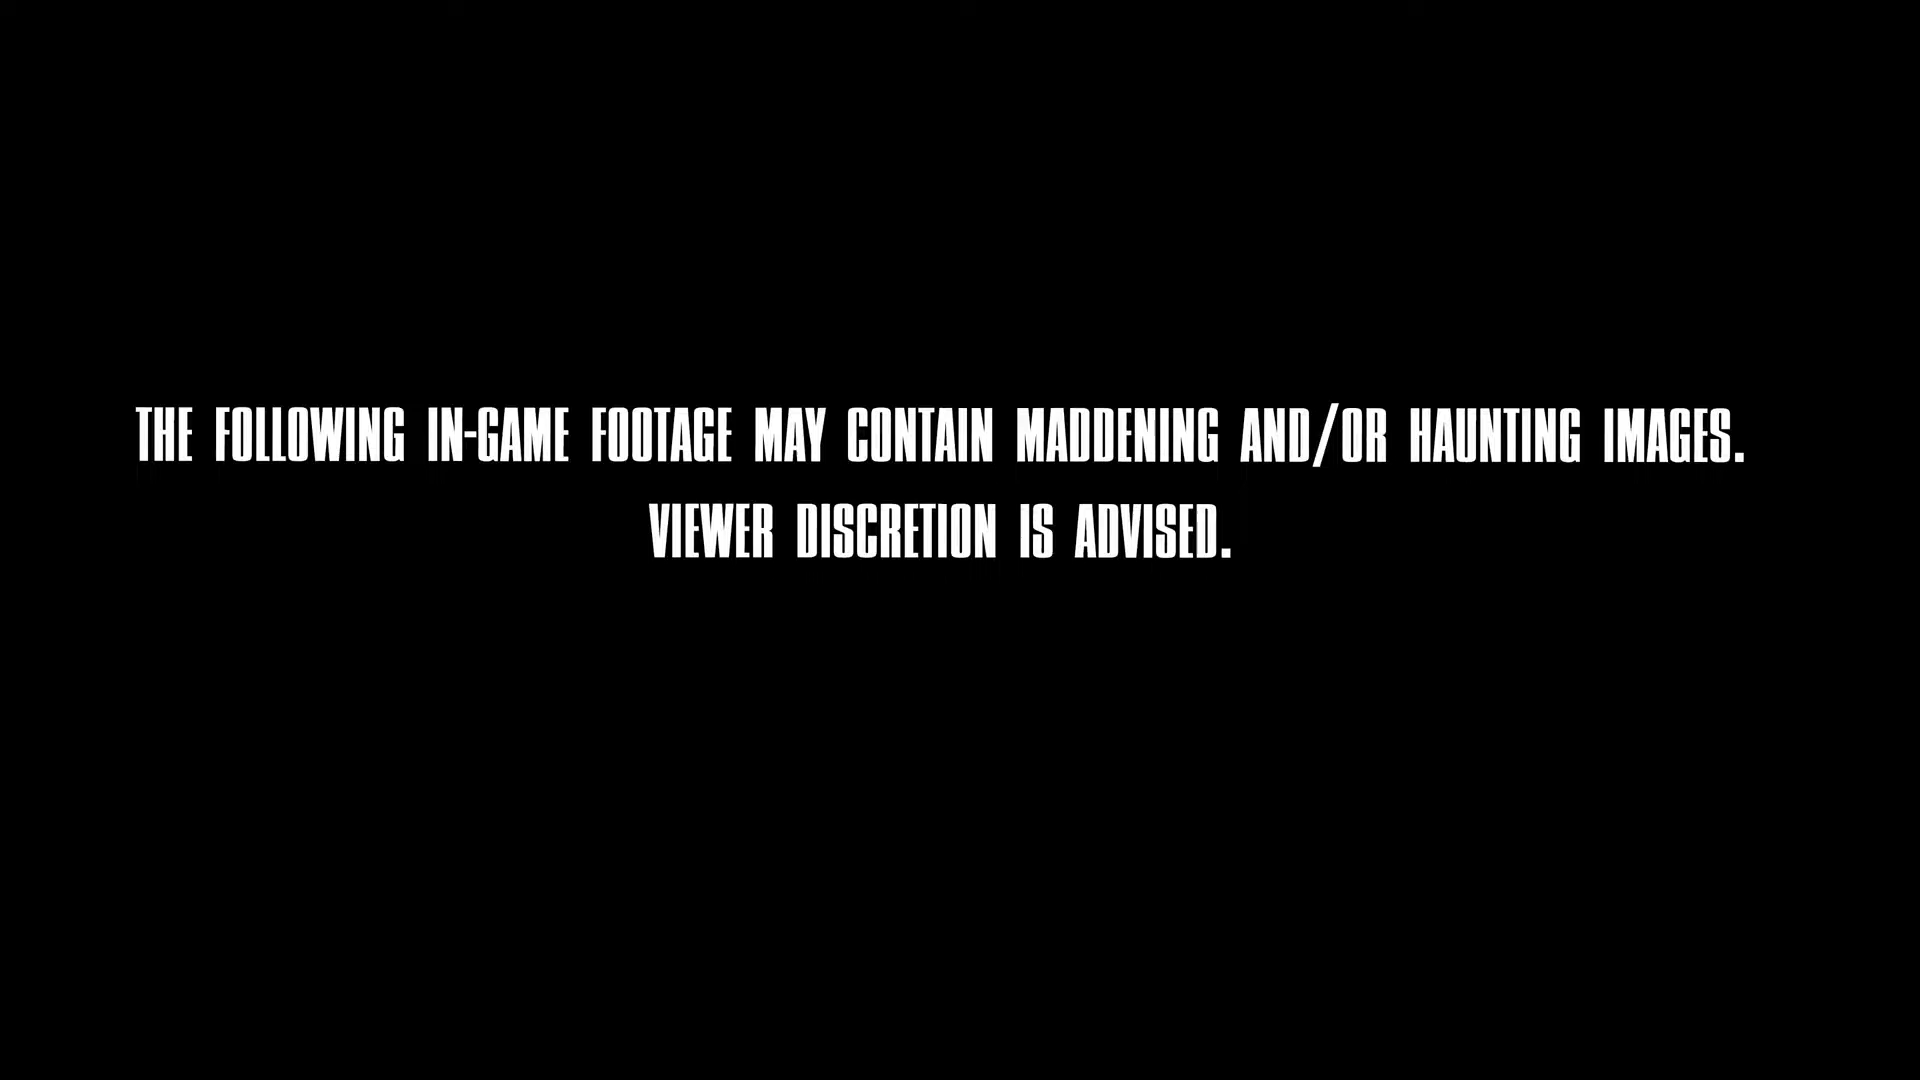 THE FOLLOWING IN-GAME FOOTAGE MAY CONTAIN MADDENING AND/OR HAUNTING IMAGES.
VIEWER DISCRETION IS ADVISED.